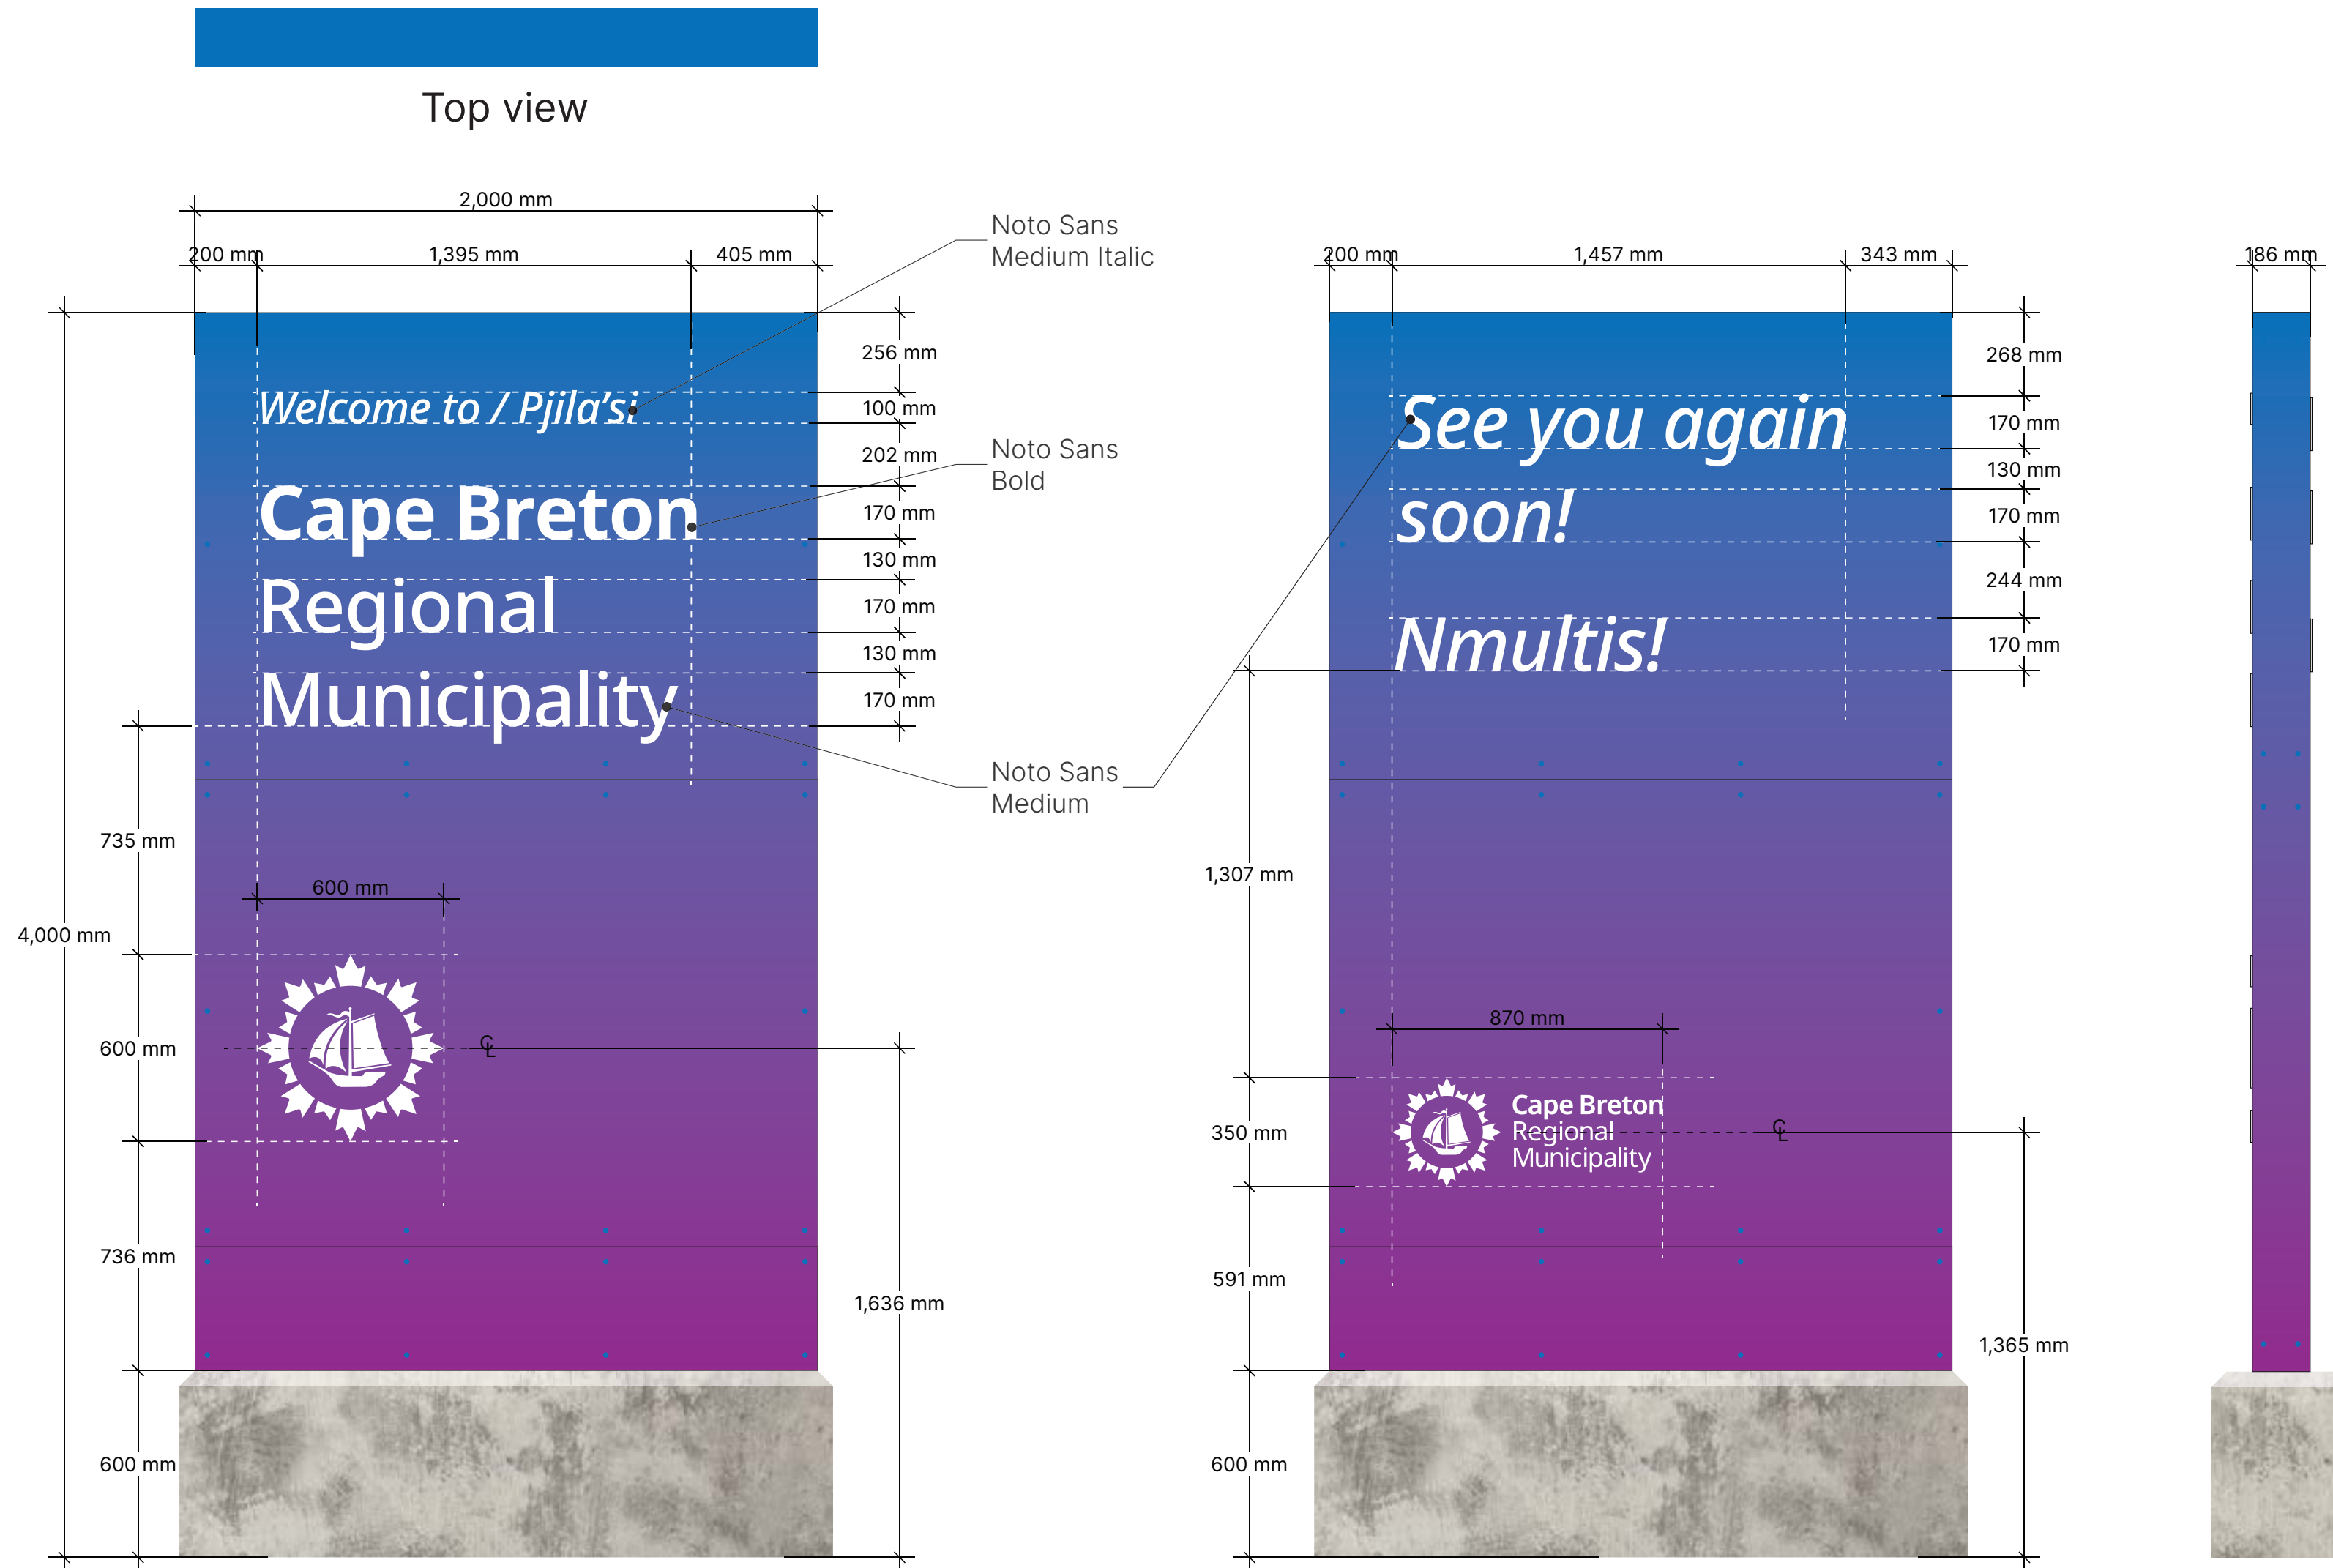 Top view
2,000 mm
200 mm
1,395 mm
405 mm
Noto Sans
Medium Italic
256 mm
Welcome to / Pjila’si
100 mm
202 mm
Noto Sans
Bold
Cape Breton
170 mm
130 mm
Regional
170 mm
130 mm
Municipality
170 mm
Noto Sans
Medium
735 mm
600 mm
4,000 mm
600 mm
CL
736 mm
1,636 mm
600 mm
200 mm
1,457 mm
343 mm
268 mm
See you again
170 mm
130 mm
soon!
170 mm
244 mm
Nmultis!
170 mm
1,307 mm
870 mm
Cape Breton
Regional
Municipality
CL
350 mm
591 mm
1,365 mm
600 mm
186 mm